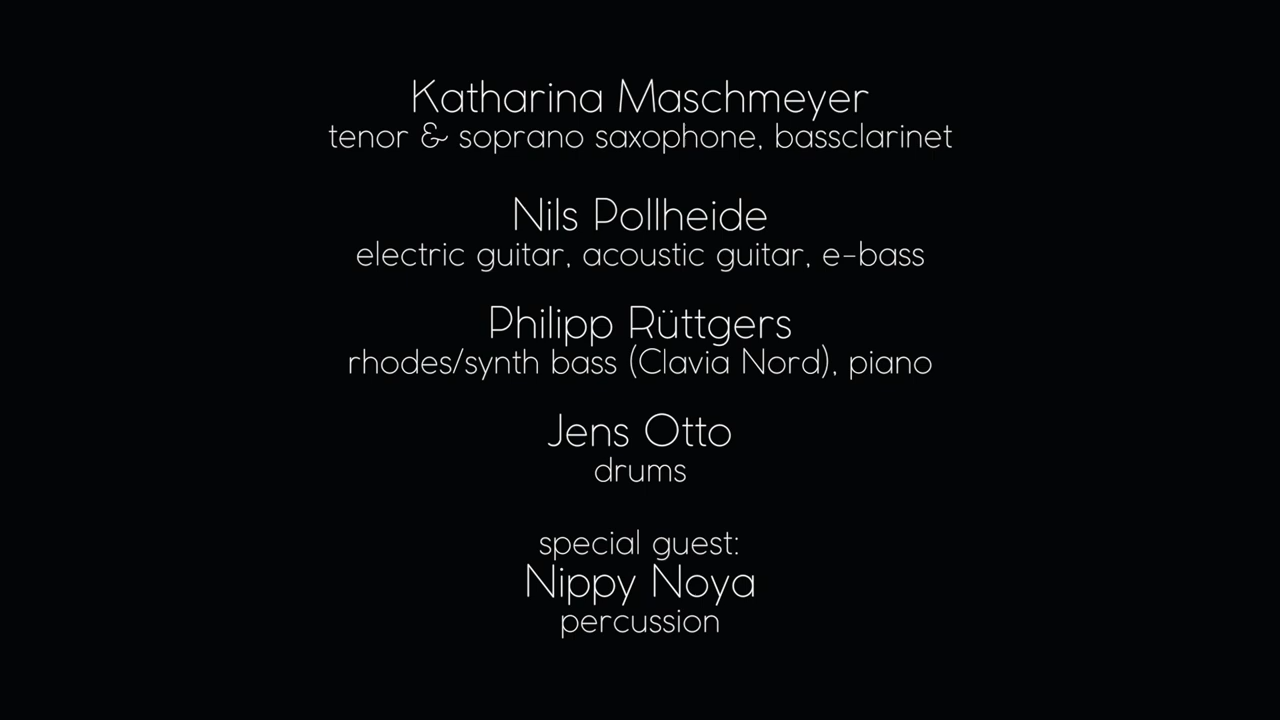 Katharina Maschmeyer
tenor & soprano saxophone, bassclarinet
Nils Pollheide
electric guitar, acoustic guitar, e-bass
Philipp Rüttgers
rhodes/synth bass (Clavia Nord), piano
Jens Otto
drums
special guest:
Nippy Noya
percussion